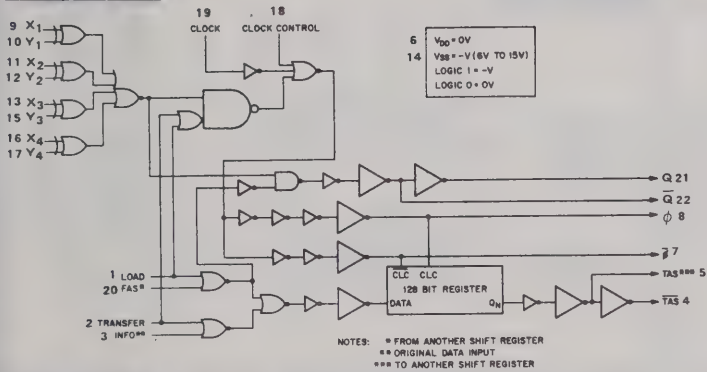 19
18
CLOCK
CLOCK CONTROL
9 X1
10 Y1
11 X2
12 Y2
13 X3
15 Y3
16 X4
17 Y4
6 VDD = 0V
14 VSS = -V (6V TO 15V)
LOGIC 1 = -V
LOGIC 0 = 0V
Q 21
Q̅ 22
ϕ 8
ϕ̅ 7
TAS*** 5
T̅A̅S̅ 4
1 LOAD
20 FAS*
2 TRANSFER
3 INFO**
C̅L̅C̅ CLC
128 BIT REGISTER
DATA
QN
NOTES: * FROM ANOTHER SHIFT REGISTER
** ORIGINAL DATA INPUT
*** TO ANOTHER SHIFT REGISTER